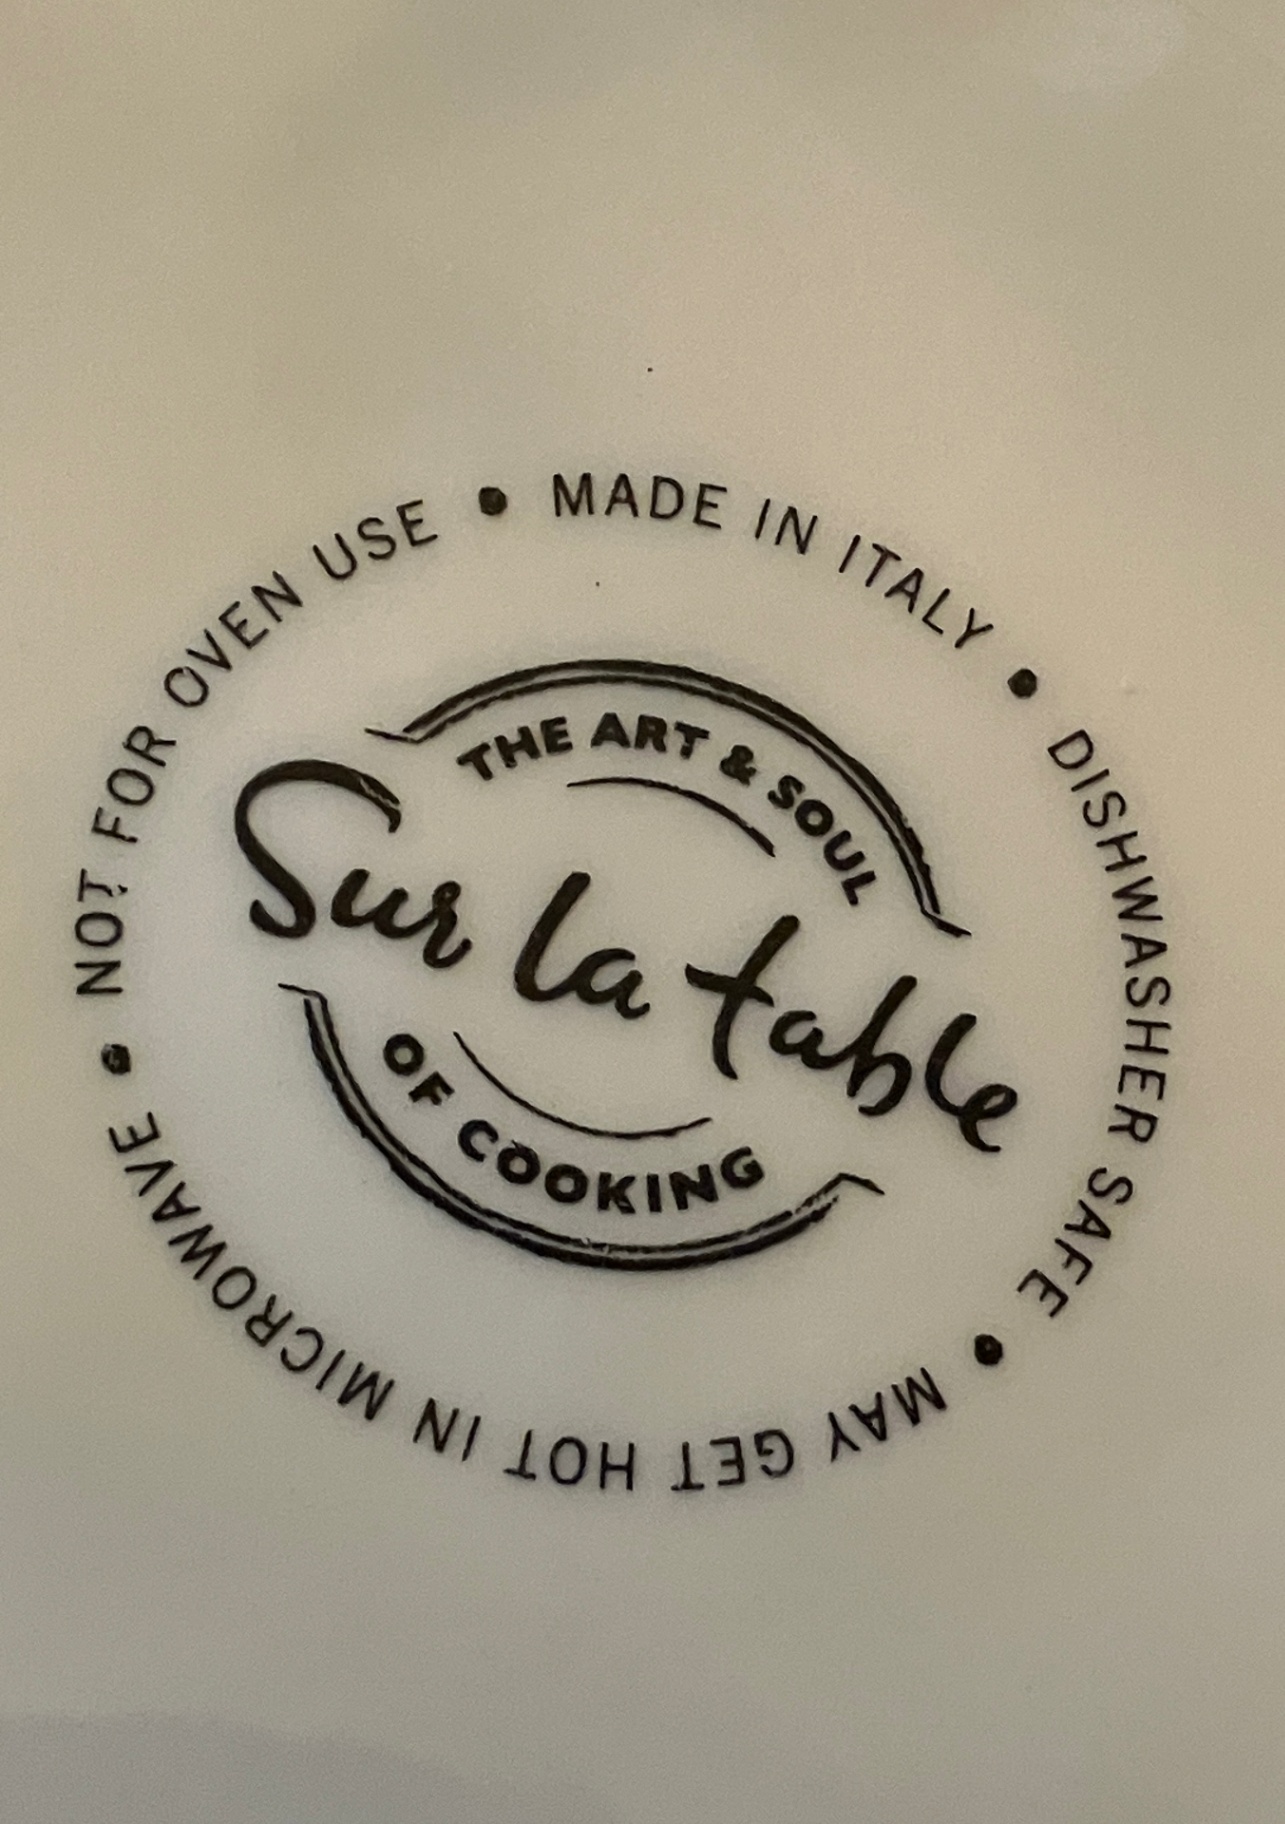 THE ART & SOUL
Sur la table
OF COOKING
MADE IN ITALY • DISHWASHER SAFE • MAY GET HOT IN MICROWAVE • NOT FOR OVEN USE •